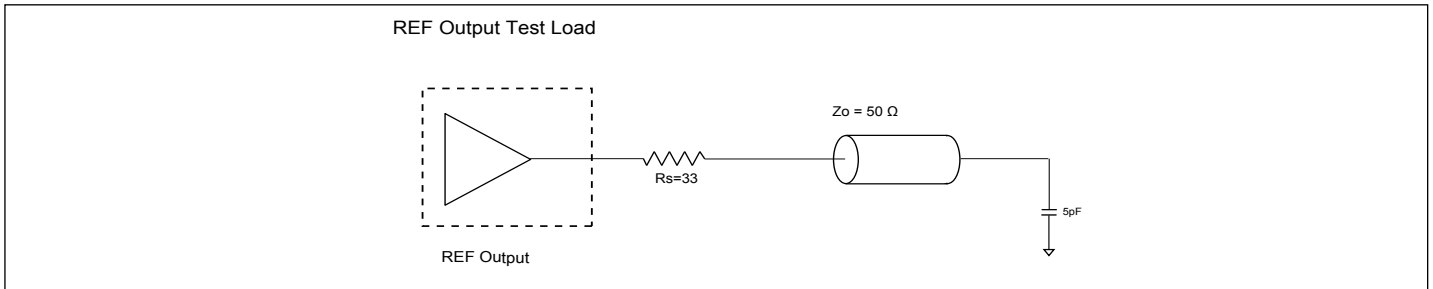 REF Output Test Load
Zo = 50 Ω
Rs=33
5pF
REF Output